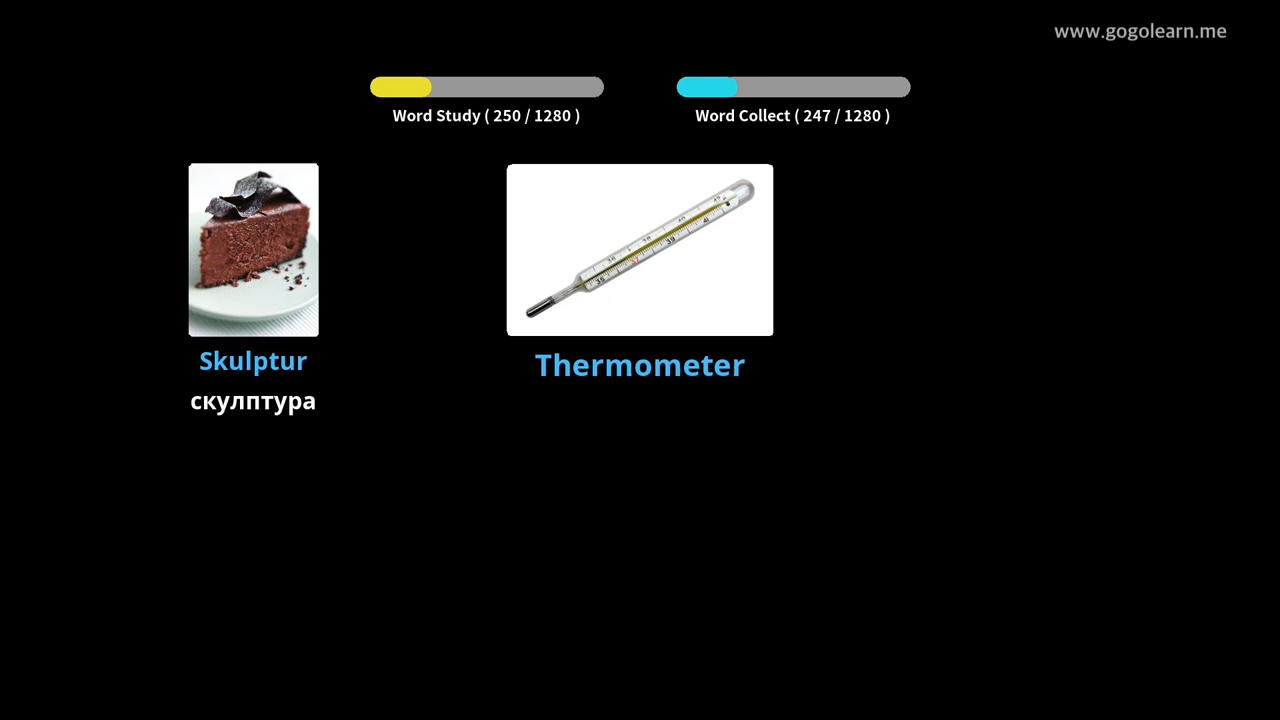 www.gogolearn.me
Word Study ( 250 / 1280 )
Word Collect ( 247 / 1280 )
Skulptur
скулптура
Thermometer